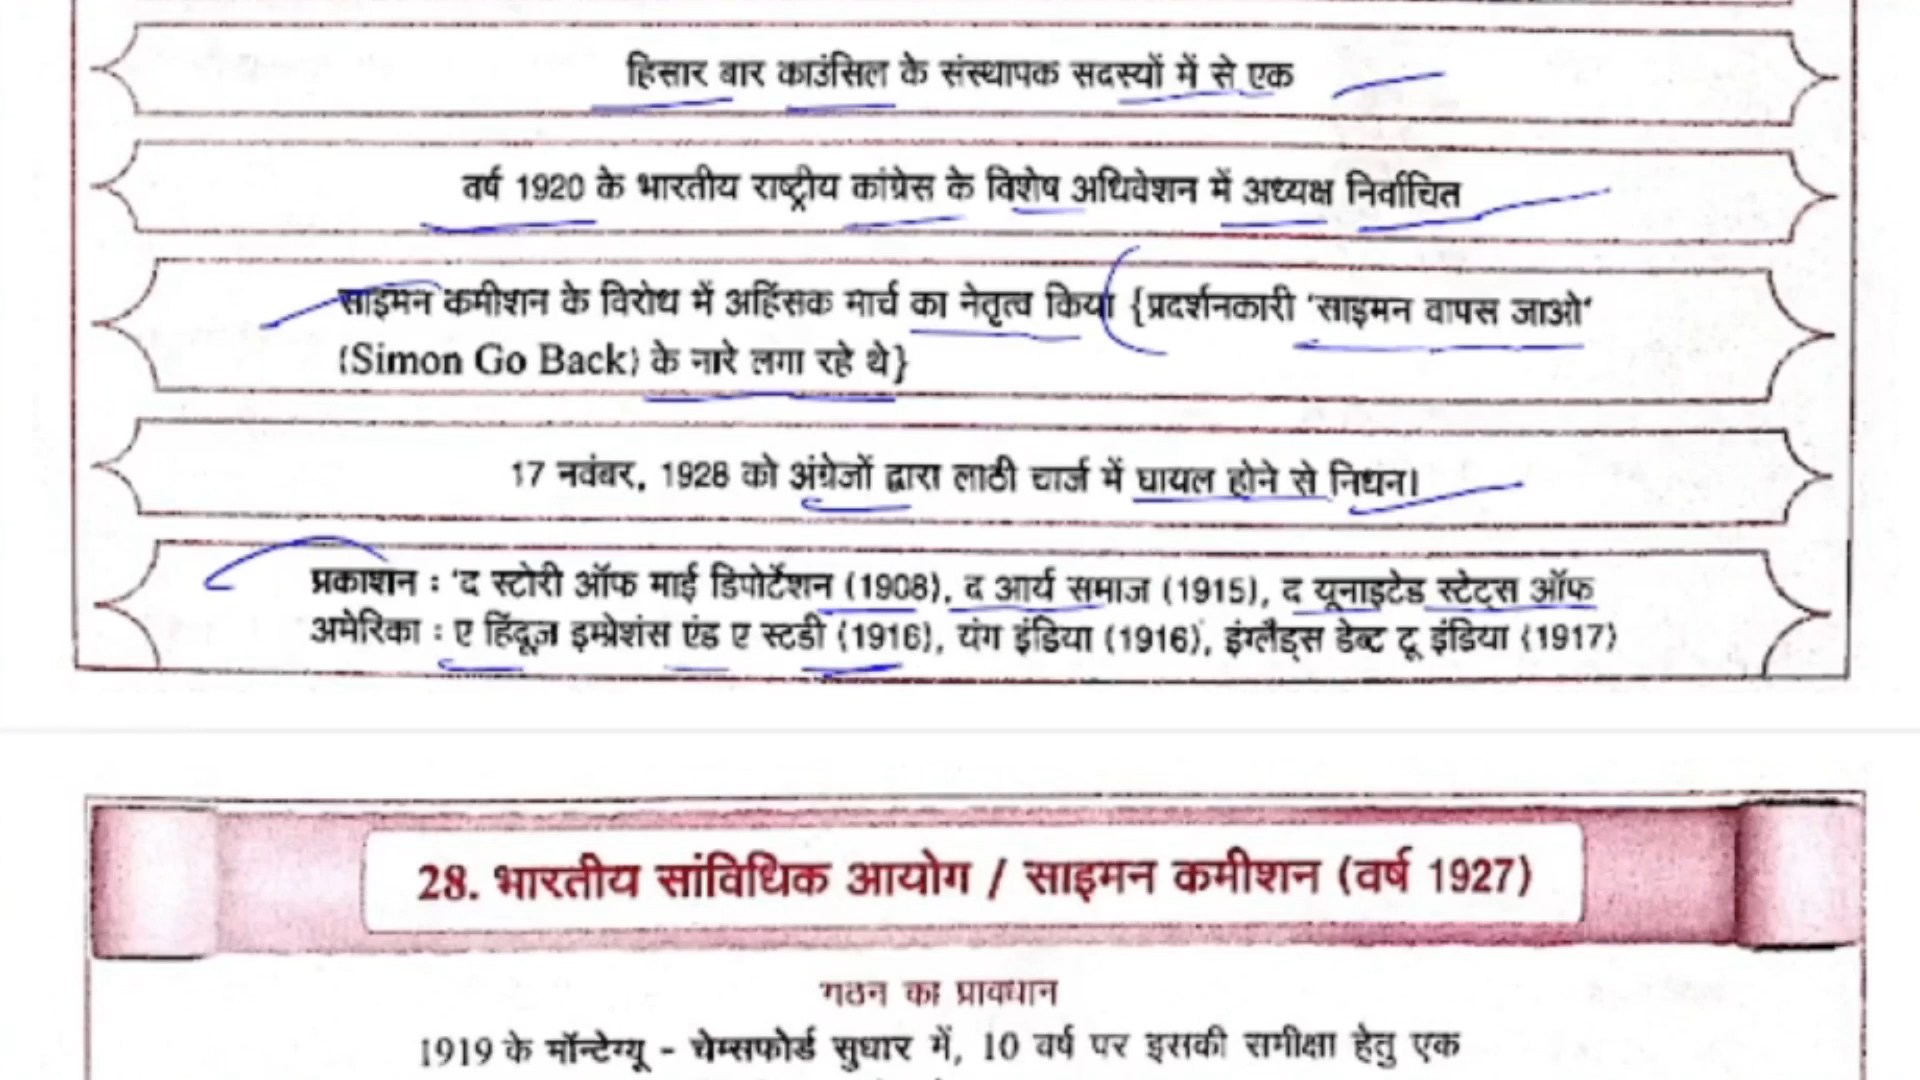 हिसार बार काउंसिल के संस्थापक सदस्यों में से एक
वर्ष 1920 के भारतीय राष्ट्रीय कांग्रेस के विशेष अधिवेशन में अध्यक्ष निर्वाचित
साइमन कमीशन के विरोध में अहिंसक मार्च का नेतृत्व किया {प्रदर्शनकारी 'साइमन वापस जाओ'
(Simon Go Back) के नारे लगा रहे थे}
17 नवंबर, 1928 को अंग्रेजों द्वारा लाठी चार्ज में घायल होने से निधन।
प्रकाशन : 'द स्टोरी ऑफ माई डिपोर्टेशन (1908), द आर्य समाज (1915), द यूनाइटेड स्टेट्स ऑफ
अमेरिका : ए हिंदूज़ इम्प्रेशंस एंड ए स्टडी (1916), यंग इंडिया (1916), इंग्लैंड्स डेब्ट टू इंडिया (1917)
28. भारतीय सांविधिक आयोग / साइमन कमीशन (वर्ष 1927)
गठन का प्रावधान
1919 के मॉन्टेग्यू - चेम्सफोर्ड सुधार में, 10 वर्ष पर इसकी समीक्षा हेतु एक